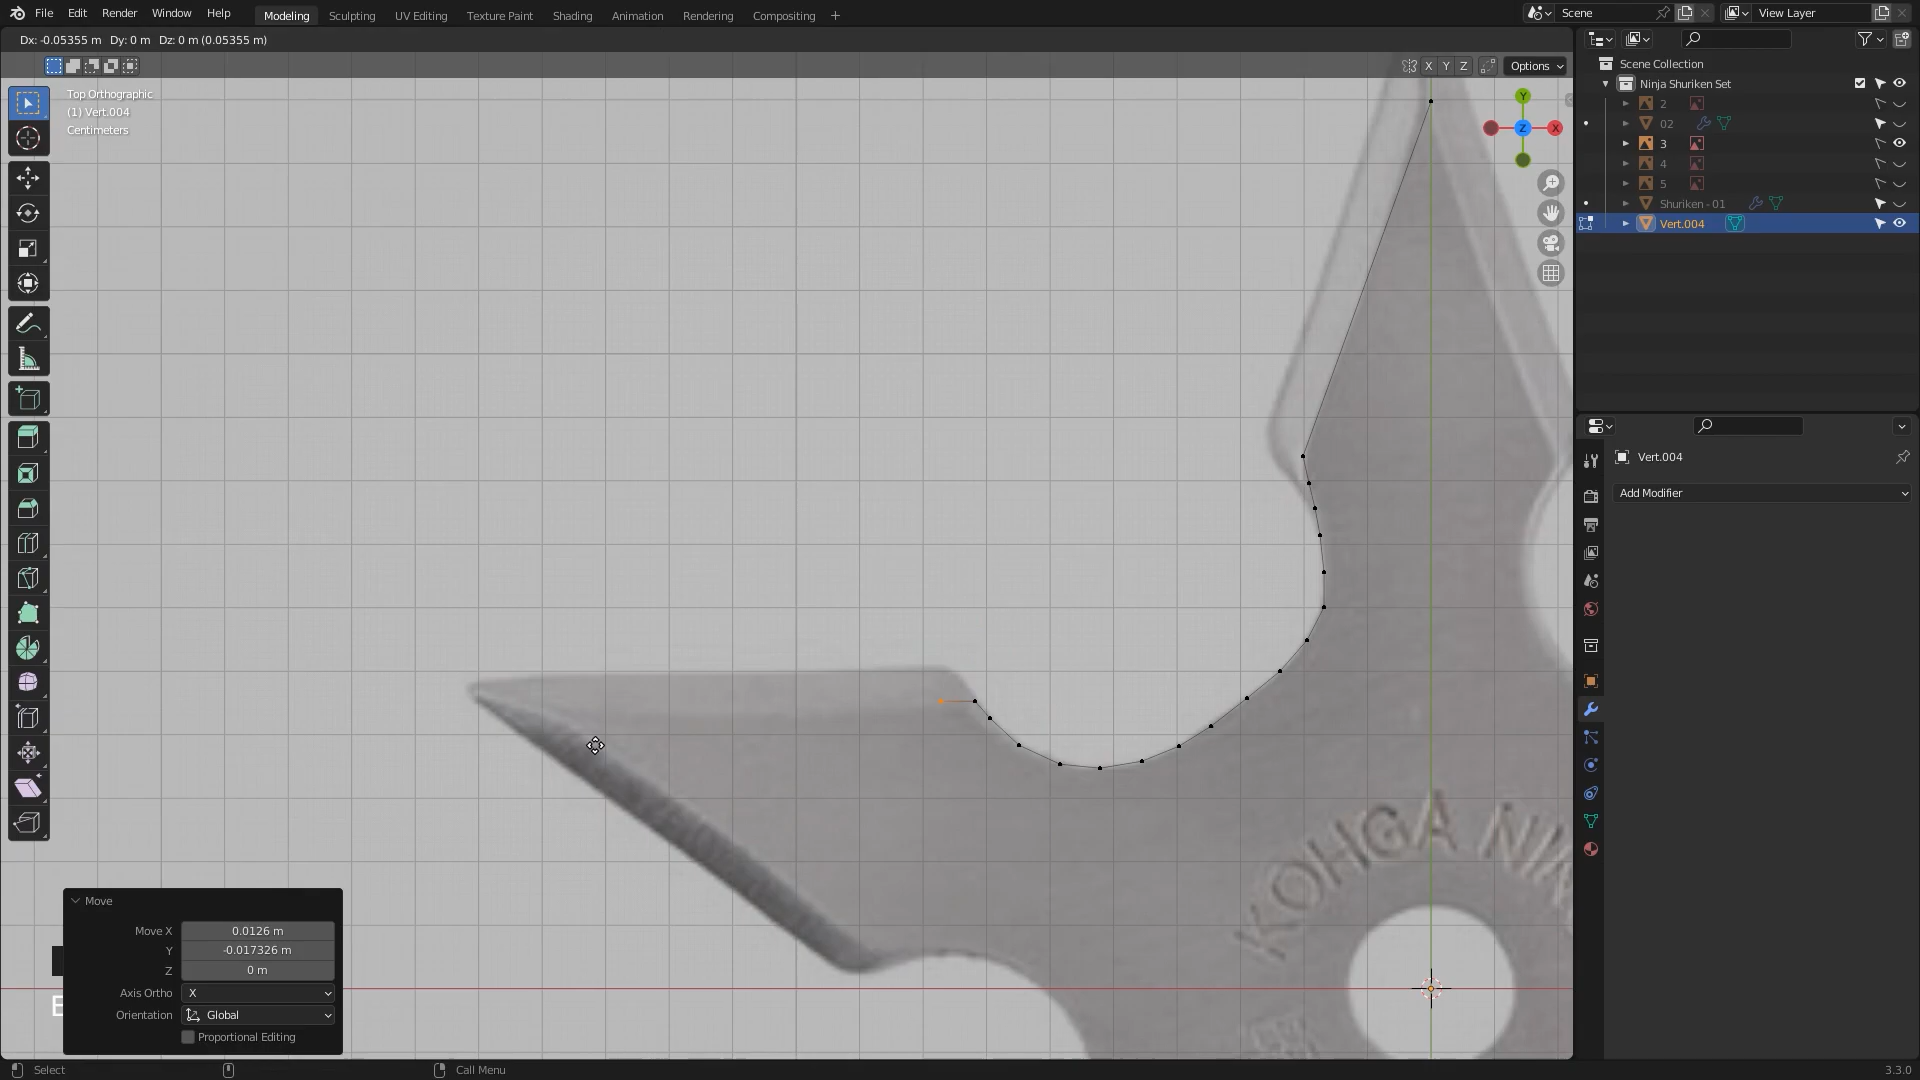 File Edit Render Window Help Modeling Sculpting UV Editing Texture Paint Shading Animation Rendering Compositing + Scene View Layer
Dx: -0.05355 m Dy: 0 m Dz: 0 m (0.05355 m)
X Y Z Options
Top Orthographic
(1) Vert.004
Centimeters
Y
Z
X
KOHGA
Move
Move X 0.0126 m
Y -0.017326 m
Z 0 m
Axis Ortho X
Orientation Global
Proportional Editing
Scene Collection
Ninja Shuriken Set
2
02
3
4
5
Shuriken - 01
Vert.004
Vert.004
Add Modifier
Select Call Menu 3.3.0